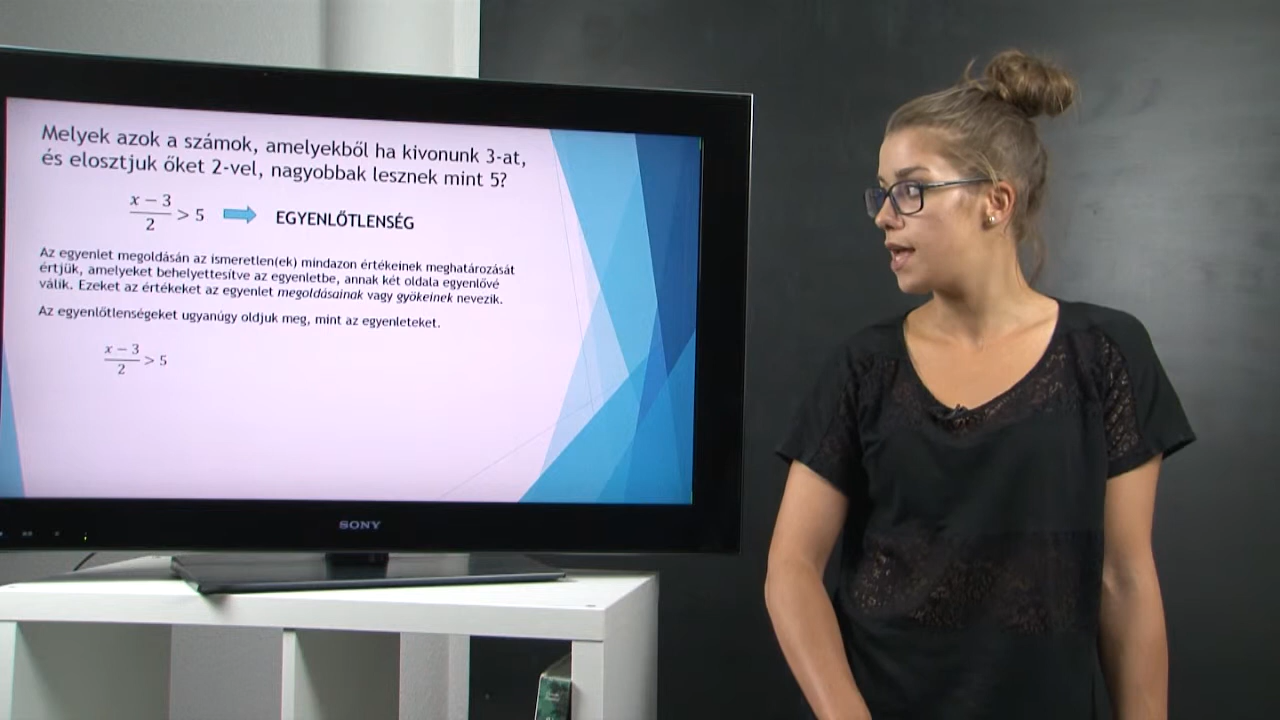 Melyek azok a számok, amelyekből ha kivonunk 3-at,
és elosztjuk őket 2-vel, nagyobbak lesznek mint 5?
x − 3
2
> 5
EGYENLŐTLENSÉG
Az egyenlet megoldásán az ismeretlen(ek) mindazon értékeinek meghatározását
értjük, amelyeket behelyettesítve az egyenletbe, annak két oldala egyenlővé
válik. Ezeket az értékeket az egyenlet megoldásainak vagy gyökeinek nevezik.
Az egyenlőtlenségeket ugyanúgy oldjuk meg, mint az egyenleteket.
x − 3
2
> 5
SONY